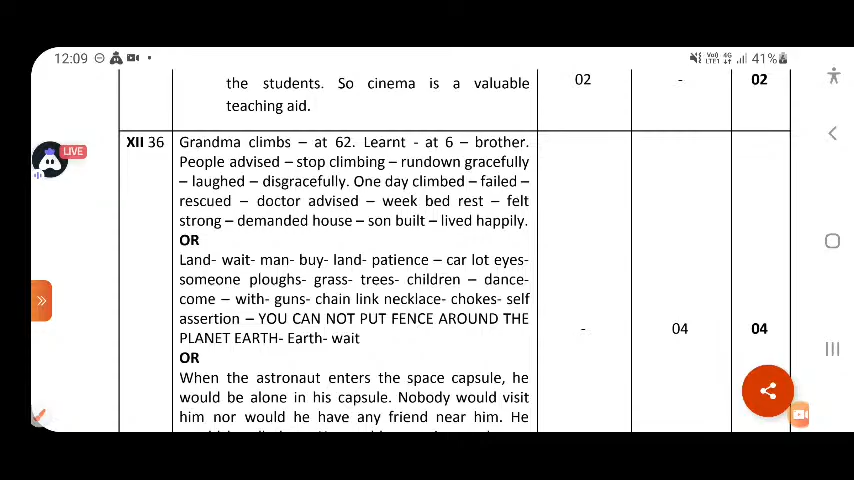 12:09 41%
LIVE
the students. So cinema is a valuable 02 - 02
teaching aid.
XII 36 Grandma climbs – at 62. Learnt - at 6 – brother.
People advised – stop climbing – rundown gracefully
– laughed – disgracefully. One day climbed – failed –
rescued – doctor advised – week bed rest – felt
strong – demanded house – son built – lived happily.
OR
Land- wait- man- buy- land- patience – car lot eyes-
someone ploughs- grass- trees- children – dance-
come – with- guns- chain link necklace- chokes- self
assertion – YOU CAN NOT PUT FENCE AROUND THE - 04 04
PLANET EARTH- Earth- wait
OR
When the astronaut enters the space capsule, he
would be alone in his capsule. Nobody would visit
him nor would he have any friend near him. He